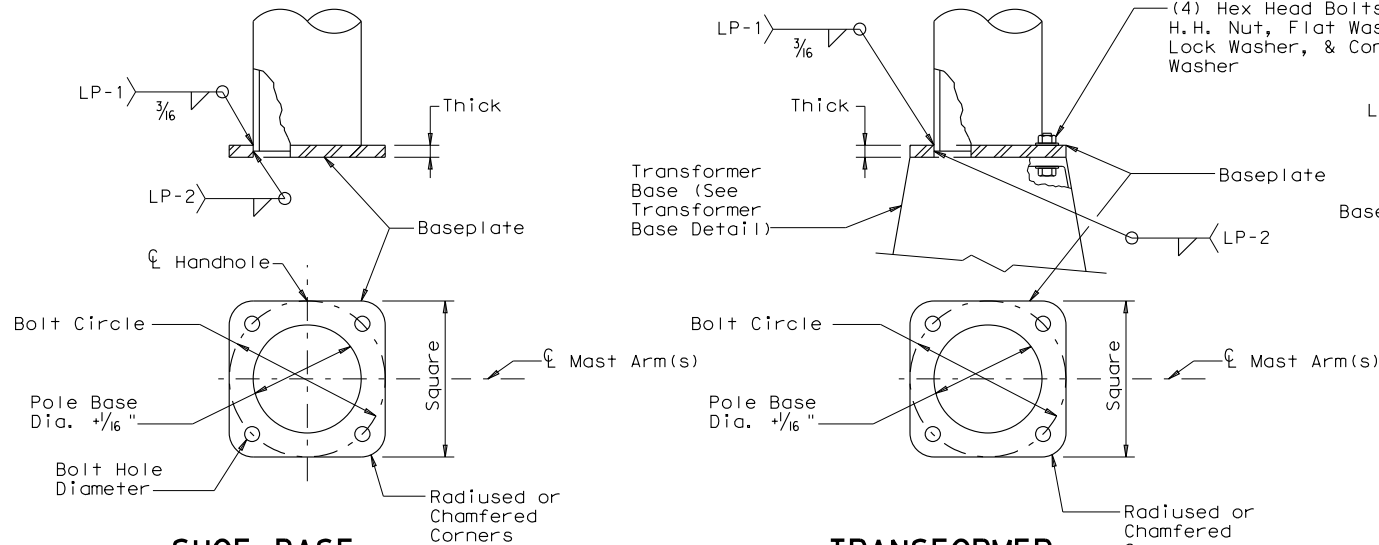 LP-1
3/16
Thick
LP-2
Baseplate
℄ Handhole
Bolt Circle
Square
℄ Mast Arm(s)
Pole Base
Dia. +1/16 "
Bolt Hole
Diameter
Radiused or
Chamfered
Corners
SHOE BASE
LP-1
3/16
(4) Hex Head Bolts
H.H. Nut, Flat
Lock Washer, &
Washer
Thick
Transformer
Base (See
Transformer
Base Detail)
Baseplate
LP-2
Bolt Circle
Square
℄ Mast Arm(s)
Pole Base
Dia. +1/16 "
Radiused or
Chamfered
TRANSFORMER